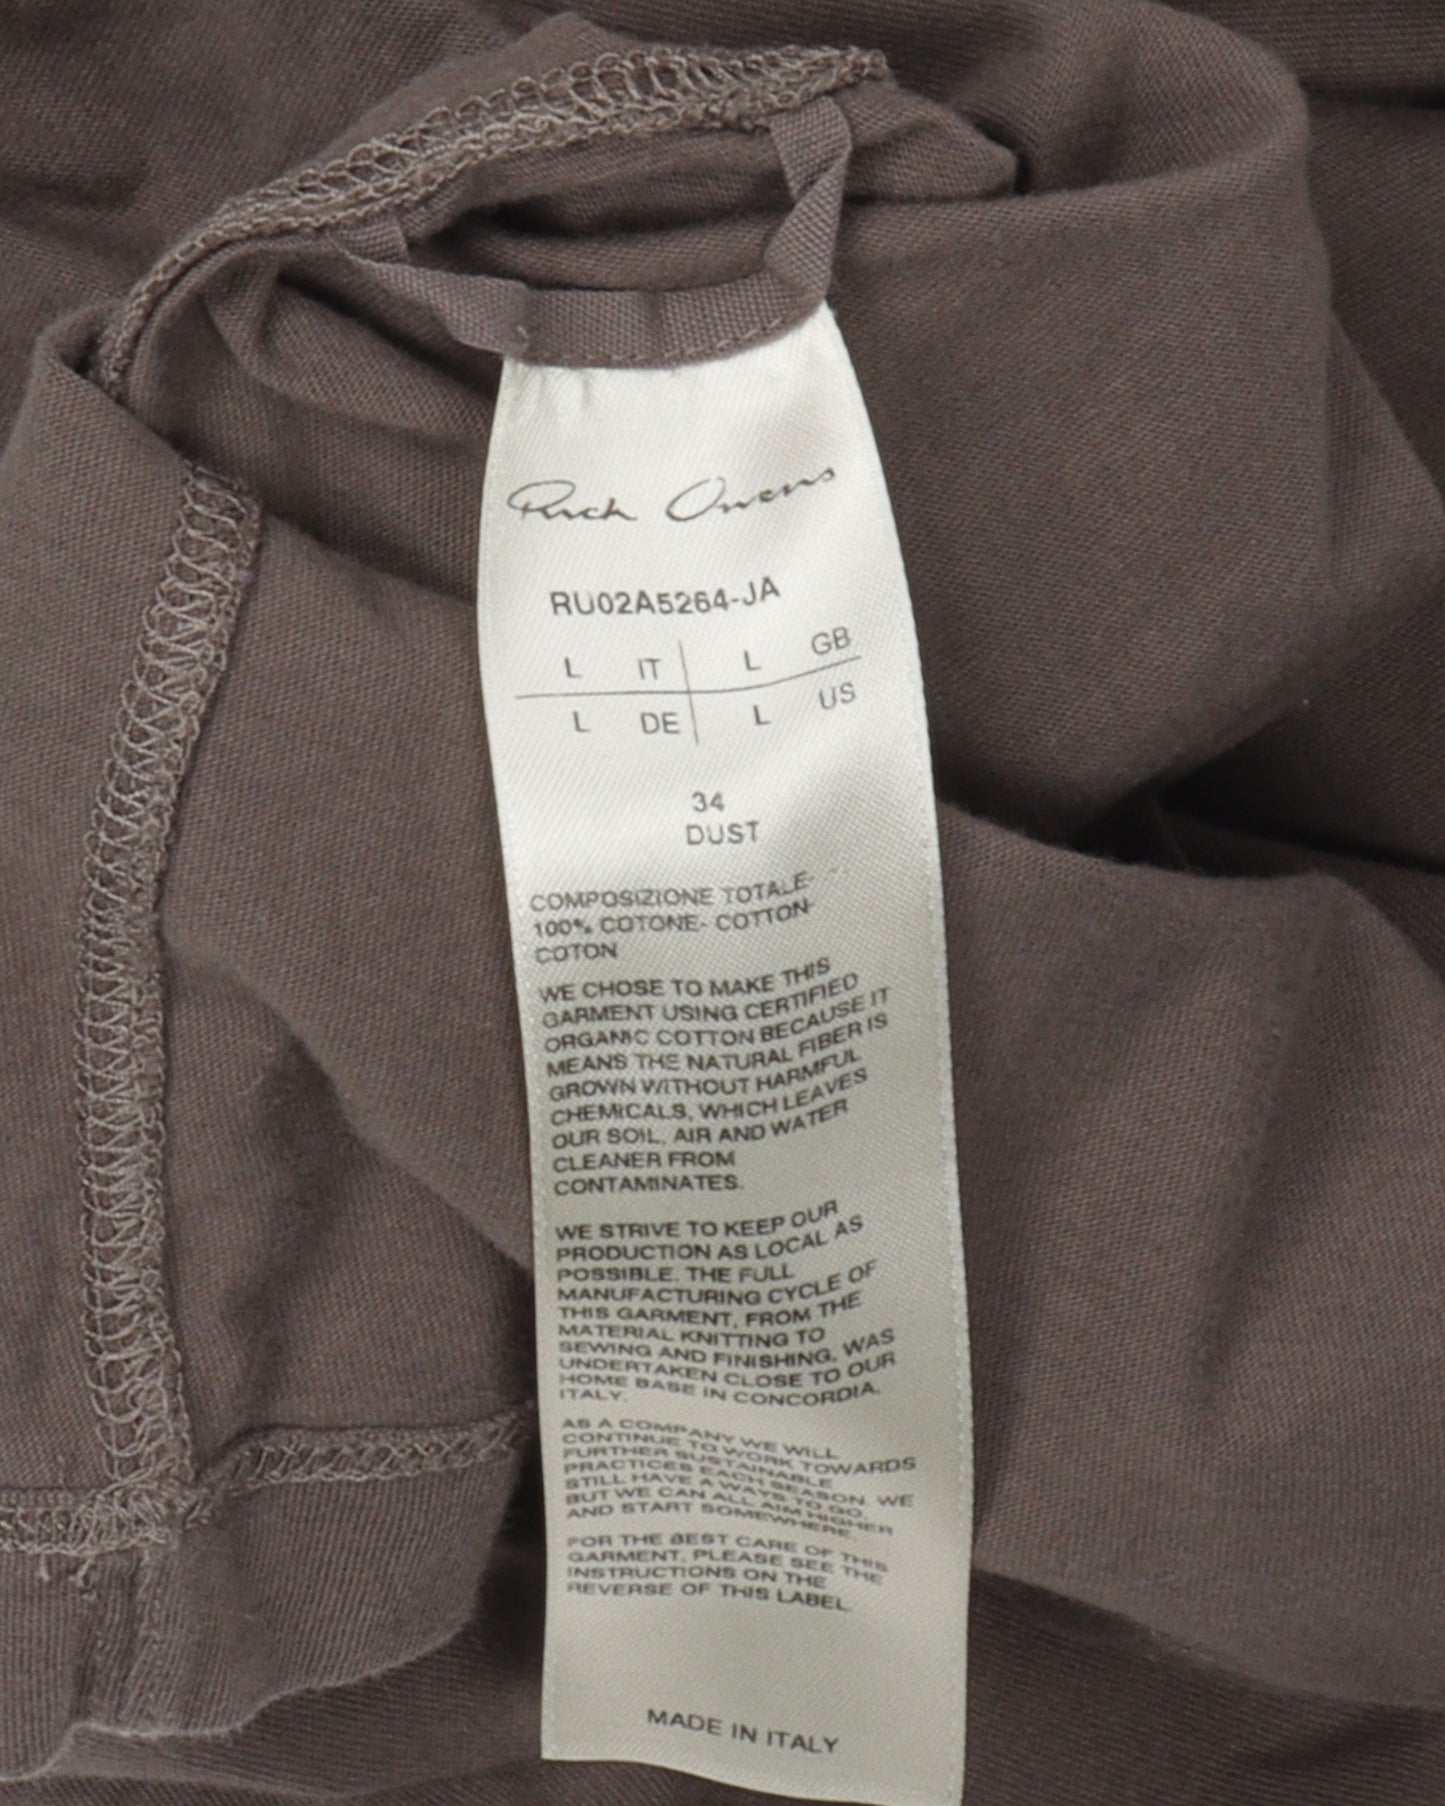 Rick Owens
RU02A5264-JA
L IT L GB
L DE L US
34
DUST
COMPOSIZIONE TOTALE-
100% COTONE- COTTON-
COTON
WE CHOSE TO MAKE THIS
GARMENT USING CERTIFIED
ORGANIC COTTON BECAUSE IT
MEANS THE NATURAL FIBER IS
GROWN WITHOUT HARMFUL
CHEMICALS, WHICH LEAVES
OUR SOIL, AIR AND WATER
CLEANER FROM
CONTAMINATES.
WE STRIVE TO KEEP OUR
PRODUCTION AS LOCAL AS
POSSIBLE. THE FULL
MANUFACTURING CYCLE OF
THIS GARMENT, FROM THE
MATERIAL KNITTING TO
SEWING AND FINISHING, WAS
UNDERTAKEN CLOSE TO OUR
HOME BASE IN CONCORDIA,
ITALY.
AS A COMPANY WE WILL
CONTINUE TO WORK TOWARDS
FURTHER SUSTAINABLE
PRACTICES EACH SEASON. WE
STILL HAVE A WAYS TO GO,
BUT WE CAN ALL AIM HIGHER
AND START SOMEWHERE.
FOR THE BEST CARE OF THIS
GARMENT, PLEASE SEE THE
INSTRUCTIONS ON THE
REVERSE OF THIS LABEL.
MADE IN ITALY